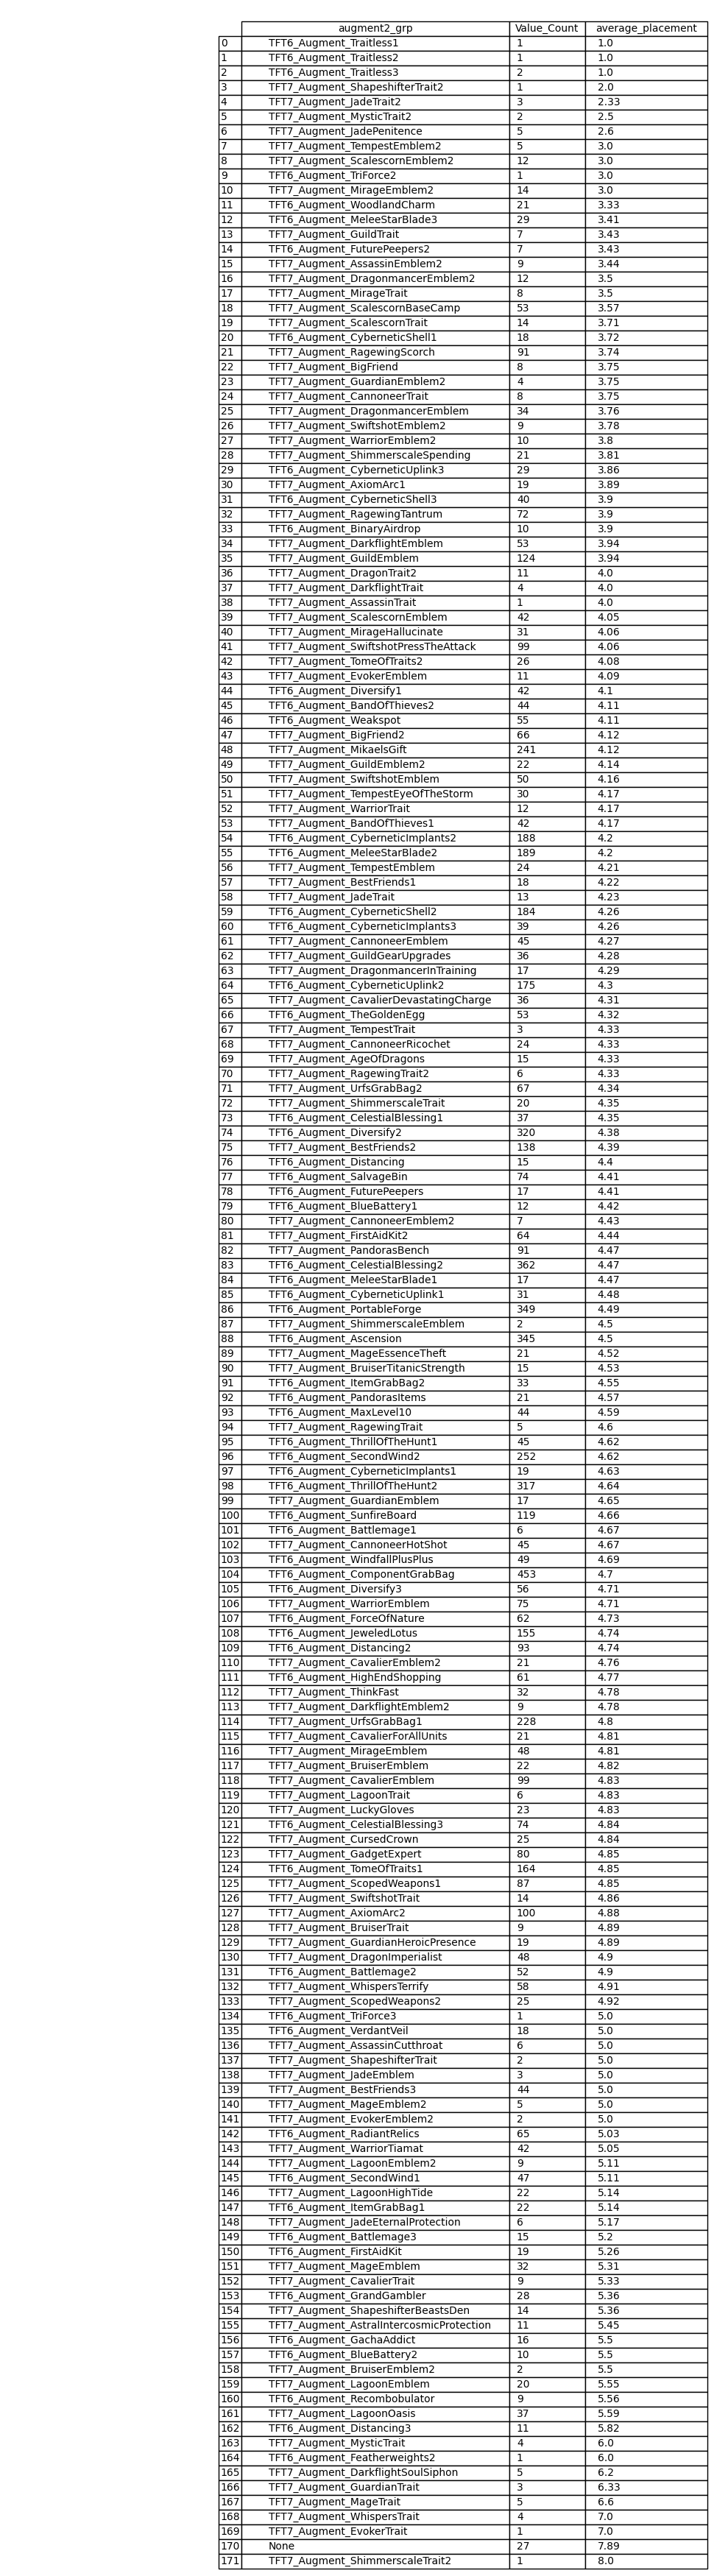 augment2_grp Value_Count average_placement
0 TFT6_Augment_Traitless1 1 1.0
1 TFT6_Augment_Traitless2 1 1.0
2 TFT6_Augment_Traitless3 2 1.0
3 TFT7_Augment_ShapeshifterTrait2 1 2.0
4 TFT7_Augment_JadeTrait2 3 2.33
5 TFT7_Augment_MysticTrait2 2 2.5
6 TFT7_Augment_JadePenitence 5 2.6
7 TFT7_Augment_TempestEmblem2 5 3.0
8 TFT7_Augment_ScalescornEmblem2 12 3.0
9 TFT6_Augment_TriForce2 1 3.0
10 TFT7_Augment_MirageEmblem2 14 3.0
11 TFT6_Augment_WoodlandCharm 21 3.33
12 TFT6_Augment_MeleeStarBlade3 29 3.41
13 TFT7_Augment_GuildTrait 7 3.43
14 TFT6_Augment_FuturePeepers2 7 3.43
15 TFT7_Augment_AssassinEmblem2 9 3.44
16 TFT7_Augment_DragonmancerEmblem2 12 3.5
17 TFT7_Augment_MirageTrait 8 3.5
18 TFT7_Augment_ScalescornBaseCamp 53 3.57
19 TFT7_Augment_ScalescornTrait 14 3.71
20 TFT6_Augment_CyberneticShell1 18 3.72
21 TFT7_Augment_RagewingScorch 91 3.74
22 TFT7_Augment_BigFriend 8 3.75
23 TFT7_Augment_GuardianEmblem2 4 3.75
24 TFT7_Augment_CannoneerTrait 8 3.75
25 TFT7_Augment_DragonmancerEmblem 34 3.76
26 TFT7_Augment_SwiftshotEmblem2 9 3.78
27 TFT7_Augment_WarriorEmblem2 10 3.8
28 TFT7_Augment_ShimmerscaleSpending 21 3.81
29 TFT6_Augment_CyberneticUplink3 29 3.86
30 TFT7_Augment_AxiomArc1 19 3.89
31 TFT6_Augment_CyberneticShell3 40 3.9
32 TFT7_Augment_RagewingTantrum 72 3.9
33 TFT6_Augment_BinaryAirdrop 10 3.9
34 TFT7_Augment_DarkflightEmblem 53 3.94
35 TFT7_Augment_GuildEmblem 124 3.94
36 TFT7_Augment_DragonTrait2 11 4.0
37 TFT7_Augment_DarkflightTrait 4 4.0
38 TFT7_Augment_AssassinTrait 1 4.0
39 TFT7_Augment_ScalescornEmblem 42 4.05
40 TFT7_Augment_MirageHallucinate 31 4.06
41 TFT7_Augment_SwiftshotPressTheAttack 99 4.06
42 TFT7_Augment_TomeOfTraits2 26 4.08
43 TFT7_Augment_EvokerEmblem 11 4.09
44 TFT6_Augment_Diversify1 42 4.1
45 TFT6_Augment_BandOfThieves2 44 4.11
46 TFT6_Augment_Weakspot 55 4.11
47 TFT7_Augment_BigFriend2 66 4.12
48 TFT7_Augment_MikaelsGift 241 4.12
49 TFT7_Augment_GuildEmblem2 22 4.14
50 TFT7_Augment_SwiftshotEmblem 50 4.16
51 TFT7_Augment_TempestEyeOfTheStorm 30 4.17
52 TFT7_Augment_WarriorTrait 12 4.17
53 TFT7_Augment_BandOfThieves1 42 4.17
54 TFT6_Augment_CyberneticImplants2 188 4.2
55 TFT6_Augment_MeleeStarBlade2 189 4.2
56 TFT7_Augment_TempestEmblem 24 4.21
57 TFT7_Augment_BestFriends1 18 4.22
58 TFT7_Augment_JadeTrait 13 4.23
59 TFT6_Augment_CyberneticShell2 184 4.26
60 TFT6_Augment_CyberneticImplants3 39 4.26
61 TFT7_Augment_CannoneerEmblem 45 4.27
62 TFT7_Augment_GuildGearUpgrades 36 4.28
63 TFT7_Augment_DragonmancerInTraining 17 4.29
64 TFT6_Augment_CyberneticUplink2 175 4.3
65 TFT7_Augment_CavalierDevastatingCharge 36 4.31
66 TFT6_Augment_TheGoldenEgg 53 4.32
67 TFT7_Augment_TempestTrait 3 4.33
68 TFT7_Augment_CannoneerRicochet 24 4.33
69 TFT7_Augment_AgeOfDragons 15 4.33
70 TFT7_Augment_RagewingTrait2 6 4.33
71 TFT7_Augment_UrfsGrabBag2 67 4.34
72 TFT7_Augment_ShimmerscaleTrait 20 4.35
73 TFT6_Augment_CelestialBlessing1 37 4.35
74 TFT6_Augment_Diversify2 320 4.38
75 TFT7_Augment_BestFriends2 138 4.39
76 TFT6_Augment_Distancing 15 4.4
77 TFT6_Augment_SalvageBin 74 4.41
78 TFT6_Augment_FuturePeepers 17 4.41
79 TFT6_Augment_BlueBattery1 12 4.42
80 TFT7_Augment_CannoneerEmblem2 7 4.43
81 TFT7_Augment_FirstAidKit2 64 4.44
82 TFT7_Augment_PandorasBench 91 4.47
83 TFT6_Augment_CelestialBlessing2 362 4.47
84 TFT6_Augment_MeleeStarBlade1 17 4.47
85 TFT6_Augment_CyberneticUplink1 31 4.48
86 TFT6_Augment_PortableForge 349 4.49
87 TFT7_Augment_ShimmerscaleEmblem 2 4.5
88 TFT6_Augment_Ascension 345 4.5
89 TFT7_Augment_MageEssenceTheft 21 4.52
90 TFT7_Augment_BruiserTitanicStrength 15 4.53
91 TFT6_Augment_ItemGrabBag2 33 4.55
92 TFT6_Augment_PandorasItems 21 4.57
93 TFT6_Augment_MaxLevel10 44 4.59
94 TFT7_Augment_RagewingTrait 5 4.6
95 TFT6_Augment_ThrillOfTheHunt1 45 4.62
96 TFT6_Augment_SecondWind2 252 4.62
97 TFT6_Augment_CyberneticImplants1 19 4.63
98 TFT6_Augment_ThrillOfTheHunt2 317 4.64
99 TFT7_Augment_GuardianEmblem 17 4.65
100 TFT6_Augment_SunfireBoard 119 4.66
101 TFT6_Augment_Battlemage1 6 4.67
102 TFT7_Augment_CannoneerHotShot 45 4.67
103 TFT6_Augment_WindfallPlusPlus 49 4.69
104 TFT6_Augment_ComponentGrabBag 453 4.7
105 TFT6_Augment_Diversify3 56 4.71
106 TFT7_Augment_WarriorEmblem 75 4.71
107 TFT6_Augment_ForceOfNature 62 4.73
108 TFT6_Augment_JeweledLotus 155 4.74
109 TFT6_Augment_Distancing2 93 4.74
110 TFT7_Augment_CavalierEmblem2 21 4.76
111 TFT6_Augment_HighEndShopping 61 4.77
112 TFT7_Augment_ThinkFast 32 4.78
113 TFT7_Augment_DarkflightEmblem2 9 4.78
114 TFT7_Augment_UrfsGrabBag1 228 4.8
115 TFT7_Augment_CavalierForAllUnits 21 4.81
116 TFT7_Augment_MirageEmblem 48 4.81
117 TFT7_Augment_BruiserEmblem 22 4.82
118 TFT7_Augment_CavalierEmblem 99 4.83
119 TFT7_Augment_LagoonTrait 6 4.83
120 TFT7_Augment_LuckyGloves 23 4.83
121 TFT6_Augment_CelestialBlessing3 74 4.84
122 TFT7_Augment_CursedCrown 25 4.84
123 TFT7_Augment_GadgetExpert 80 4.85
124 TFT6_Augment_TomeOfTraits1 164 4.85
125 TFT7_Augment_ScopedWeapons1 87 4.85
126 TFT7_Augment_SwiftshotTrait 14 4.86
127 TFT7_Augment_AxiomArc2 100 4.88
128 TFT7_Augment_BruiserTrait 9 4.89
129 TFT7_Augment_GuardianHeroicPresence 19 4.89
130 TFT7_Augment_DragonImperialist 48 4.9
131 TFT6_Augment_Battlemage2 52 4.9
132 TFT7_Augment_WhispersTerrify 58 4.91
133 TFT7_Augment_ScopedWeapons2 25 4.92
134 TFT6_Augment_TriForce3 1 5.0
135 TFT6_Augment_VerdantVeil 18 5.0
136 TFT7_Augment_AssassinCutthroat 6 5.0
137 TFT7_Augment_ShapeshifterTrait 2 5.0
138 TFT7_Augment_JadeEmblem 3 5.0
139 TFT7_Augment_BestFriends3 44 5.0
140 TFT7_Augment_MageEmblem2 5 5.0
141 TFT7_Augment_EvokerEmblem2 2 5.0
142 TFT6_Augment_RadiantRelics 65 5.03
143 TFT7_Augment_WarriorTiamat 42 5.05
144 TFT7_Augment_LagoonEmblem2 9 5.11
145 TFT6_Augment_SecondWind1 47 5.11
146 TFT7_Augment_LagoonHighTide 22 5.14
147 TFT6_Augment_ItemGrabBag1 22 5.14
148 TFT7_Augment_JadeEternalProtection 6 5.17
149 TFT6_Augment_Battlemage3 15 5.2
150 TFT6_Augment_FirstAidKit 19 5.26
151 TFT7_Augment_MageEmblem 32 5.31
152 TFT7_Augment_CavalierTrait 9 5.33
153 TFT6_Augment_GrandGambler 28 5.36
154 TFT7_Augment_ShapeshifterBeastsDen 14 5.36
155 TFT7_Augment_AstralIntercosmicProtection 11 5.45
156 TFT6_Augment_GachaAddict 16 5.5
157 TFT6_Augment_BlueBattery2 10 5.5
158 TFT7_Augment_BruiserEmblem2 2 5.5
159 TFT7_Augment_LagoonEmblem 20 5.55
160 TFT6_Augment_Recombobulator 9 5.56
161 TFT7_Augment_LagoonOasis 37 5.59
162 TFT6_Augment_Distancing3 11 5.82
163 TFT7_Augment_MysticTrait 4 6.0
164 TFT6_Augment_Featherweights2 1 6.0
165 TFT7_Augment_DarkflightSoulSiphon 5 6.2
166 TFT7_Augment_GuardianTrait 3 6.33
167 TFT7_Augment_MageTrait 5 6.6
168 TFT7_Augment_WhispersTrait 4 7.0
169 TFT7_Augment_EvokerTrait 1 7.0
170 None 27 7.89
171 TFT7_Augment_ShimmerscaleTrait2 1 8.0